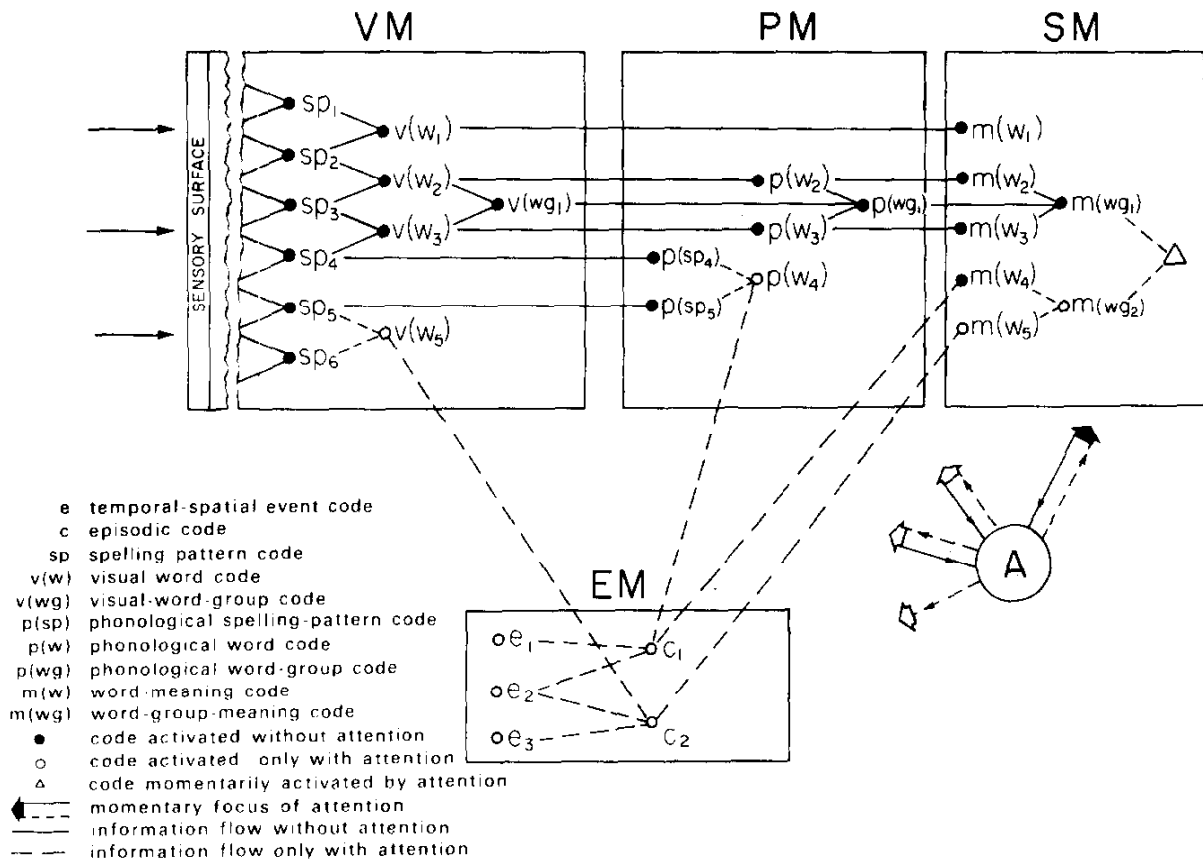 VM
PM
SM
SENSORY SURFACE
sp₁
sp₂
sp₃
sp₄
sp₅
sp₆
v(w₁)
v(w₂)
v(w₃)
v(w₅)
v(wg₁)
p(sp₄)
p(sp₅)
p(w₂)
p(w₃)
p(w₄)
p(wg₁)
m(w₁)
m(w₂)
m(w₃)
m(w₄)
m(w₅)
m(wg₁)
m(wg₂)
A
EM
e₁
e₂
e₃
c₁
c₂
e temporal-spatial event code
c episodic code
sp spelling pattern code
v(w) visual word code
v(wg) visual-word-group code
p(sp) phonological spelling-pattern code
p(w) phonological word code
p(wg) phonological word-group code
m(w) word-meaning code
m(wg) word-group-meaning code
code activated without attention
code activated only with attention
code momentarily activated by attention
momentary focus of attention
information flow without attention
information flow only with attention